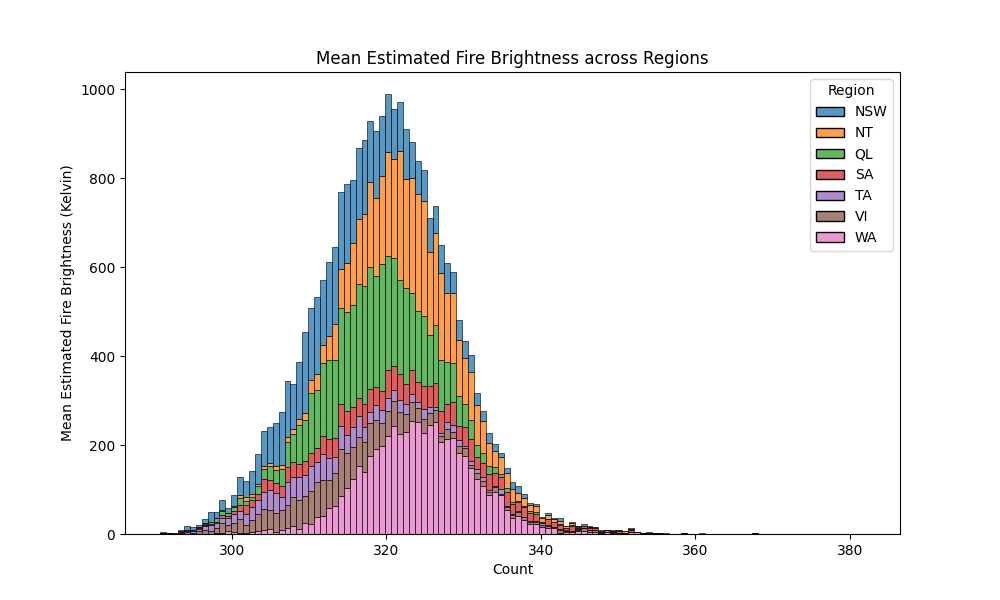 Mean Estimated Fire Brightness across Regions
Mean Estimated Fire Brightness (Kelvin)
1000
800
600
400
200
0
300
320
340
360
380
Count
Region
NSW
NT
QL
SA
TA
VI
WA